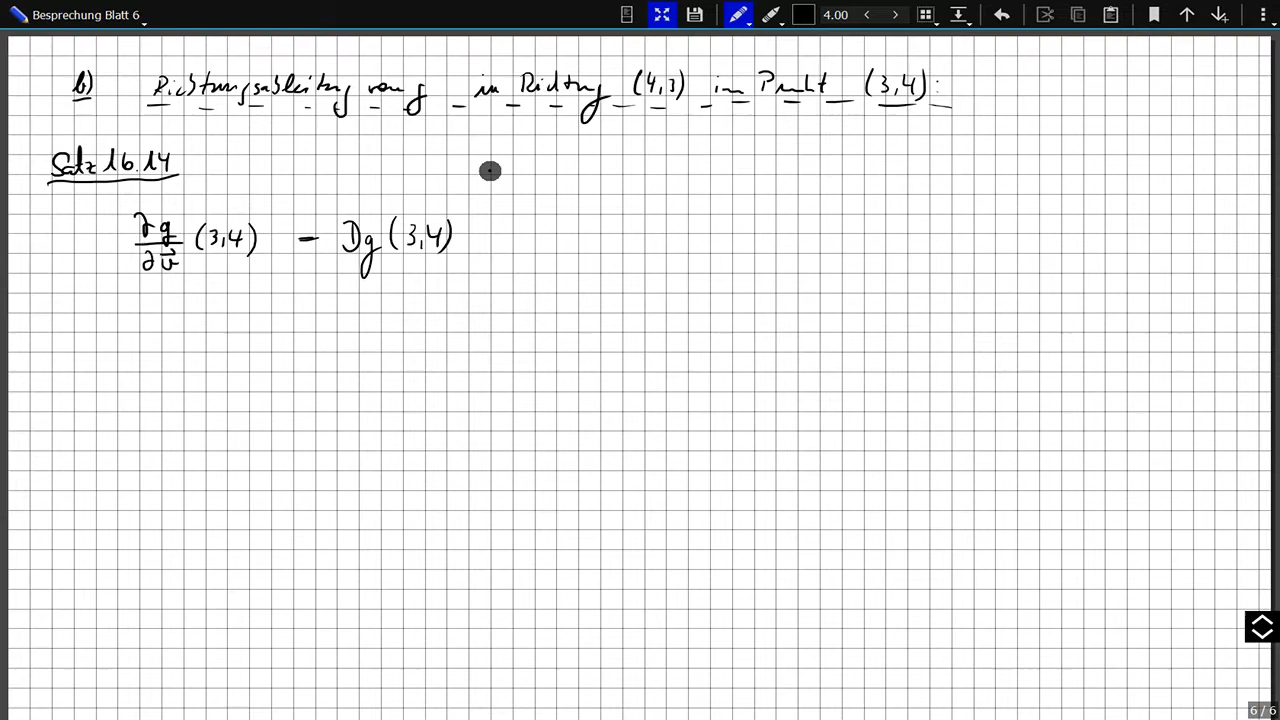 Besprechung Blatt 6
4.00
b) Richtungsableitung von g in Richtung (4,3) im Punkt (3,4):
Satz 16.14
∂g/∂v⃗ (3,4) = Dg(3,4)
6 / 6